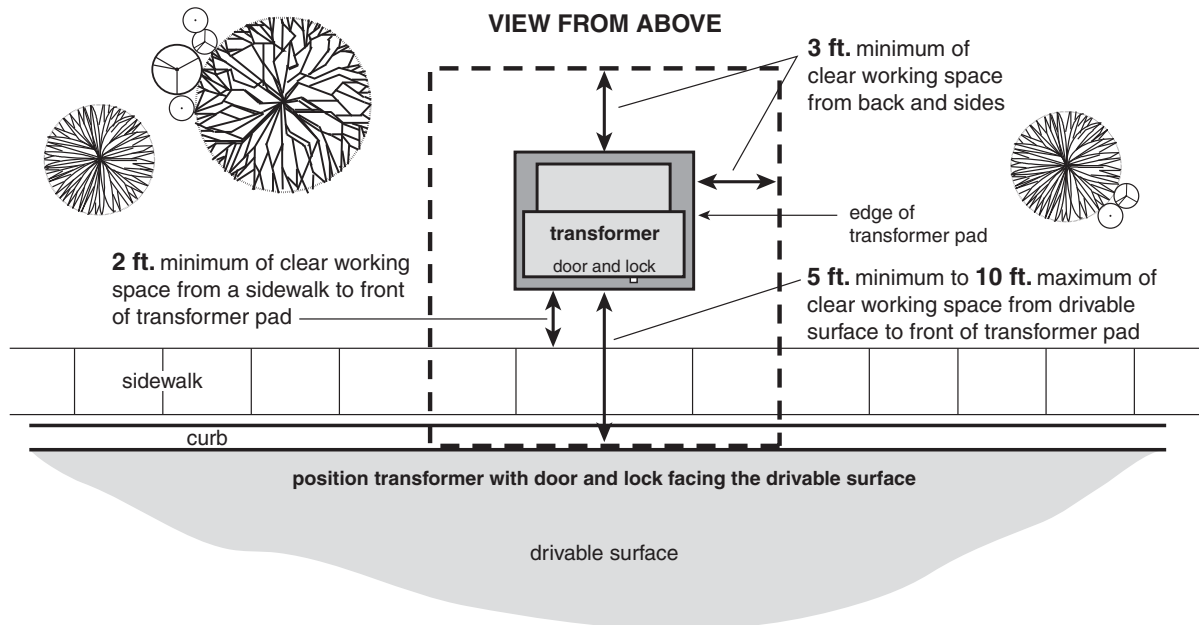 VIEW FROM ABOVE
3 ft. minimum of
clear working space
from back and sides
edge of
transformer pad
transformer
door and lock
2 ft. minimum of clear working
space from a sidewalk to front
of transformer pad
5 ft. minimum to 10 ft. maximum of
clear working space from drivable
surface to front of transformer pad
sidewalk
curb
position transformer with door and lock facing the drivable surface
drivable surface